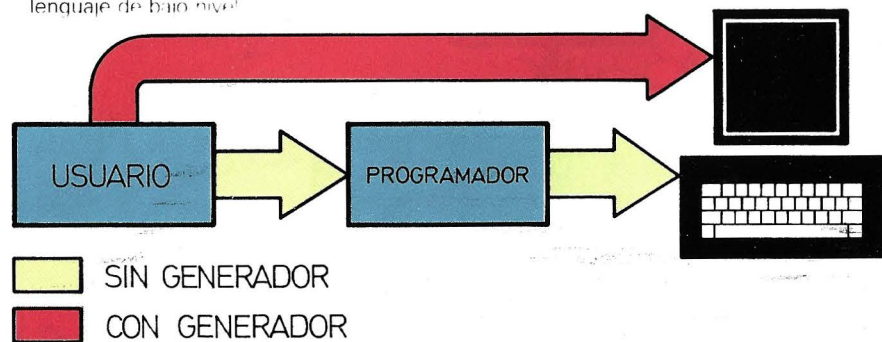 lenguaje de bajo nivel
USUARIO
PROGRAMADOR
SIN GENERADOR
CON GENERADOR